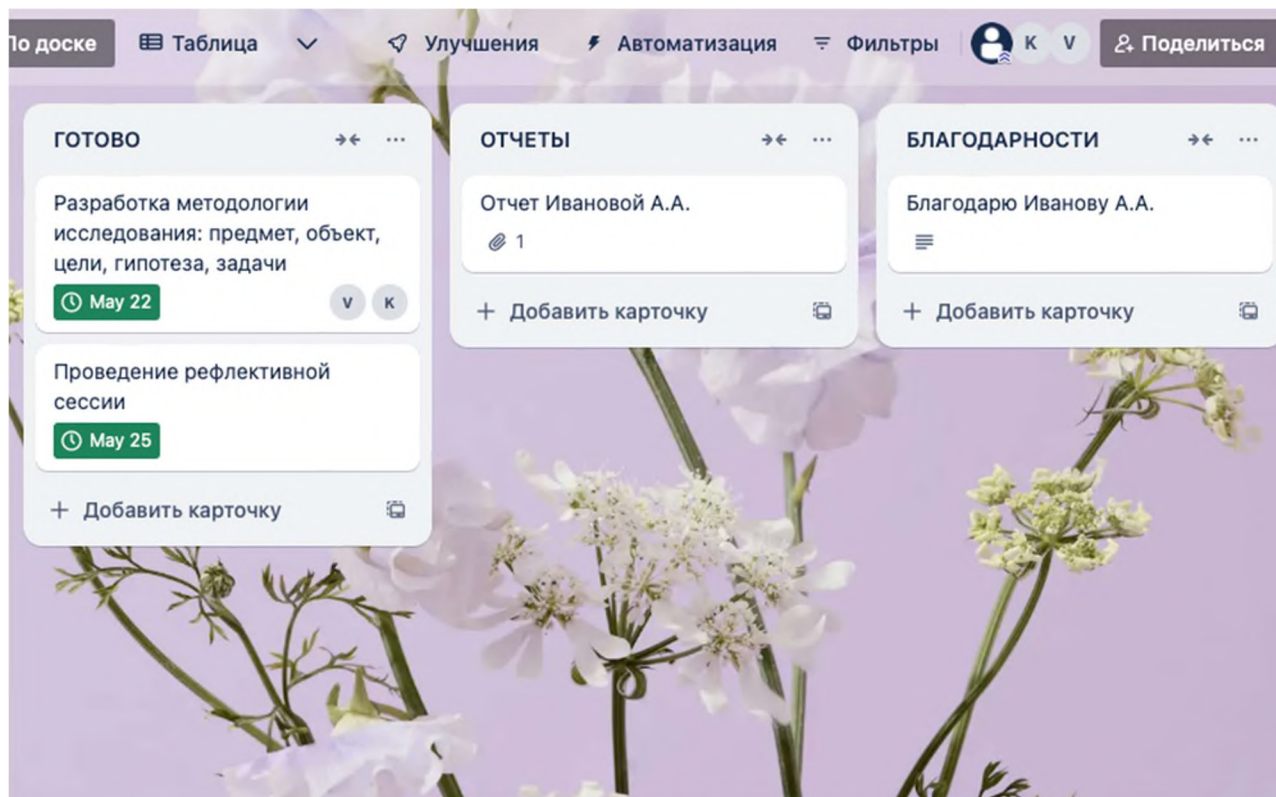 По доске Таблица Улучшения Автоматизация Фильтры K V Поделиться
ГОТОВО
Разработка методологии
исследования: предмет, объект,
цели, гипотеза, задачи
May 22 V K
Проведение рефлективной
сессии
May 25
+ Добавить карточку
ОТЧЕТЫ
Отчет Ивановой А.А.
1
+ Добавить карточку
БЛАГОДАРНОСТИ
Благодарю Иванову А.А.
+ Добавить карточку